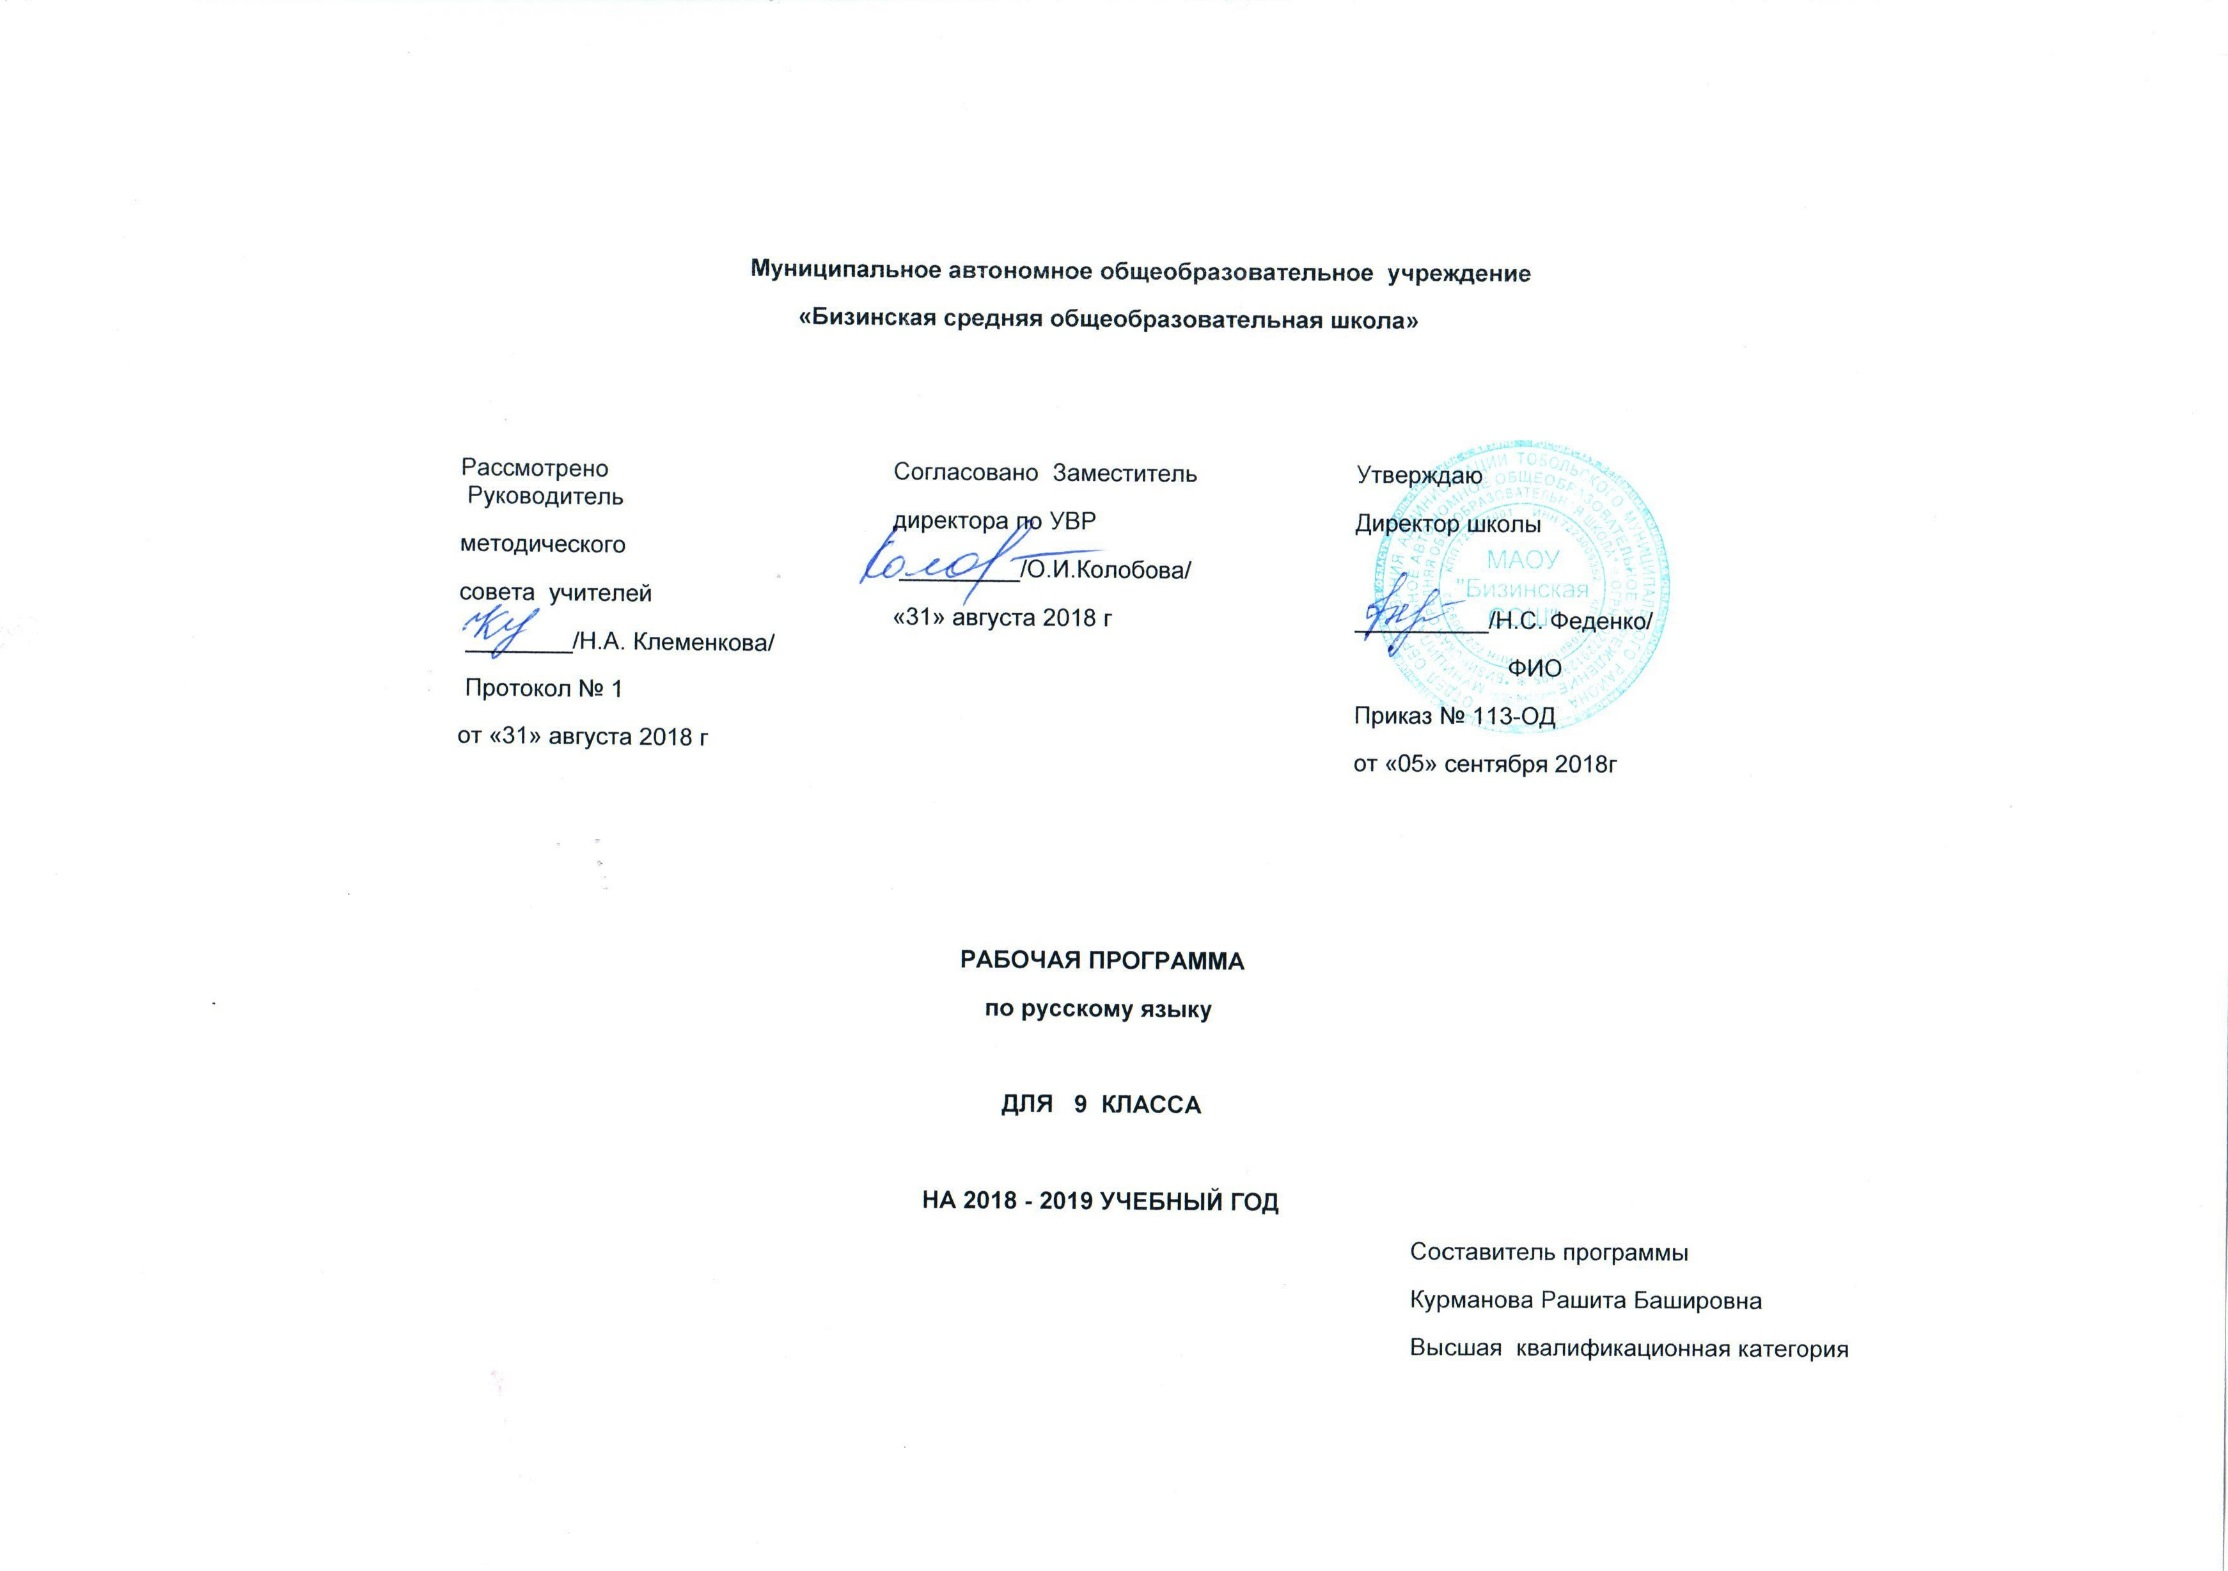 Муниципальное автономное общеобразовательное учреждение
«Бизинская средняя общеобразовательная школа»
Рассмотрено
Руководитель
методического
совета учителей
/Н.А. Клеменкова/
Протокол № 1
от «31» августа 2018 г
Согласовано Заместитель
директора по УВР
/О.И.Колобова/
«31» августа 2018 г
Утверждаю
Директор школы
/Н.С. Феденко/
ФИО
Приказ № 113-ОД
от «05» сентября 2018г
МАОУ
"Бизинская
СОШ"
РАБОЧАЯ ПРОГРАММА
по русскому языку
ДЛЯ 9 КЛАССА
НА 2018 - 2019 УЧЕБНЫЙ ГОД
Составитель программы
Курманова Рашита Башировна
Высшая квалификационная категория